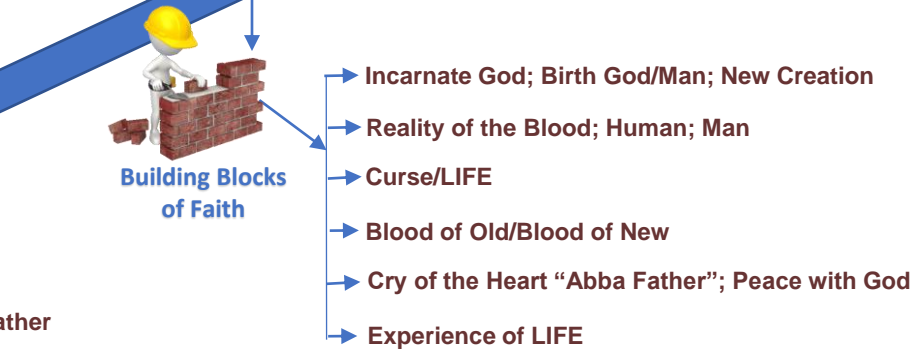 Incarnate God; Birth God/Man; New Creation
Reality of the Blood; Human; Man
Curse/LIFE
Building Blocks
of Faith
Blood of Old/Blood of New
Cry of the Heart “Abba Father”; Peace with God
ather
Experience of LIFE